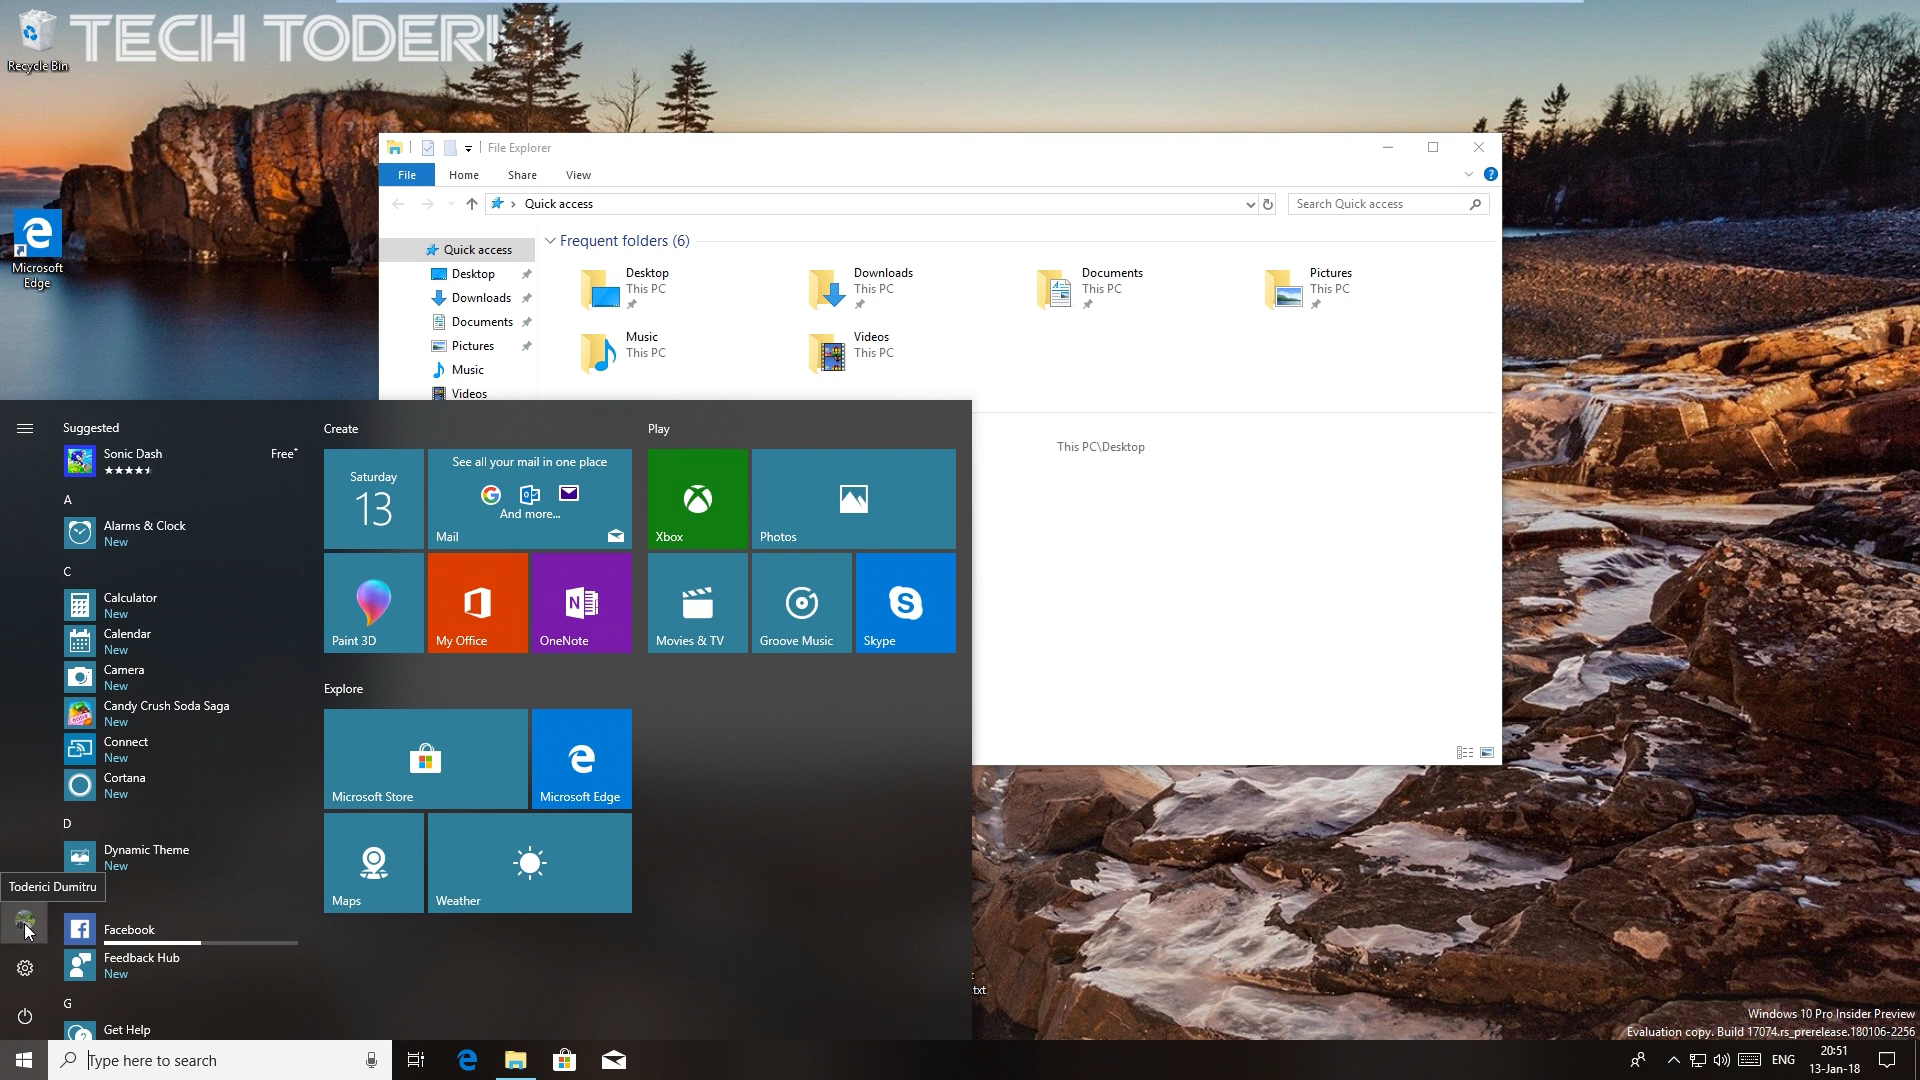 TECH TODERI
Recycle Bin
Microsoft
Edge
File Explorer
File
Home
Share
View
Quick access
Search Quick access
Quick access
Desktop
Downloads
Documents
Pictures
Music
Videos
Frequent folders (6)
Desktop
This PC
Downloads
This PC
Documents
This PC
Pictures
This PC
Music
This PC
Videos
This PC
This PC\Desktop
Suggested
Sonic Dash
Free*
A
Alarms & Clock
New
C
Calculator
New
Calendar
New
Camera
New
Candy Crush Soda Saga
New
Connect
New
Cortana
New
D
Dynamic Theme
New
Toderici Dumitru
Facebook
Feedback Hub
New
G
Get Help
Create
Saturday
13
See all your mail in one place
And more...
Mail
Paint 3D
My Office
OneNote
Play
Xbox
Photos
Movies & TV
Groove Music
Skype
Explore
Microsoft Store
Microsoft Edge
Maps
Weather
txt
Windows 10 Pro Insider Preview
Evaluation copy. Build 17074.rs_prerelease.180106-2256
Type here to search
ENG
20:51
13-Jan-18